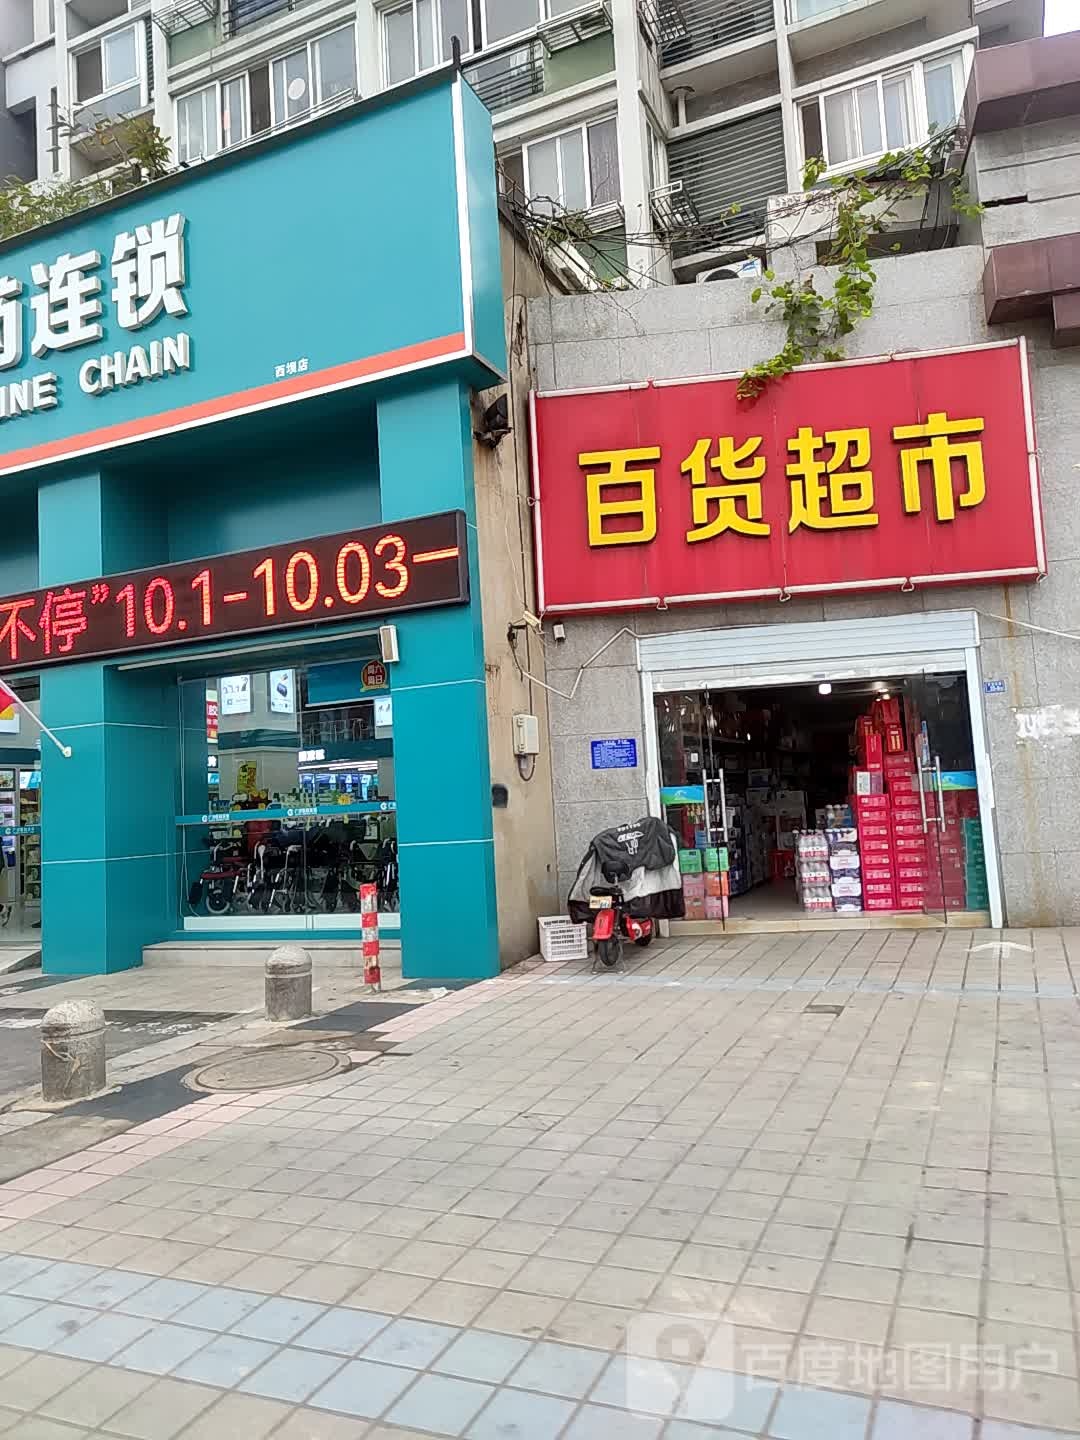 药连锁
INE CHAIN
西坝店
不停”10.1-10.03一
百货超市
百度地图用户